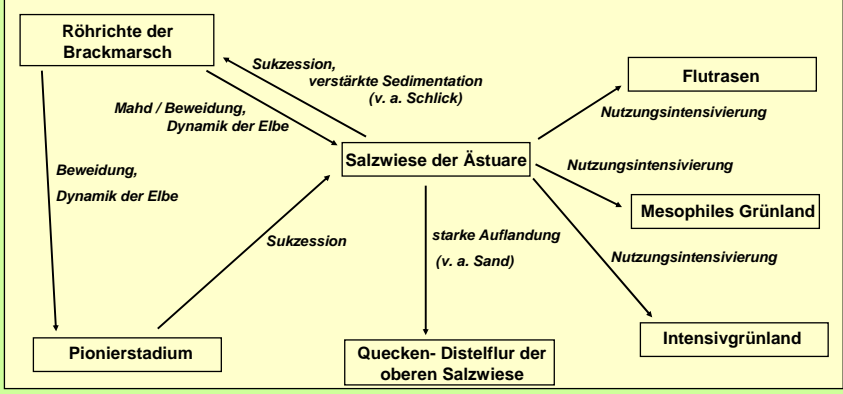 Röhrichte der
Brackmarsch
Sukzession,
verstärkte Sedimentation
(v. a. Schlick)
Flutrasen
Mahd / Beweidung,
Dynamik der Elbe
Nutzungsintensivierung
Salzwiese der Ästuare
Beweidung,
Dynamik der Elbe
Nutzungsintensivierung
Mesophiles Grünland
Sukzession
starke Auflandung
(v. a. Sand)
Nutzungsintensivierung
Pionierstadium
Quecken- Distelflur der
oberen Salzwiese
Intensivgrünland